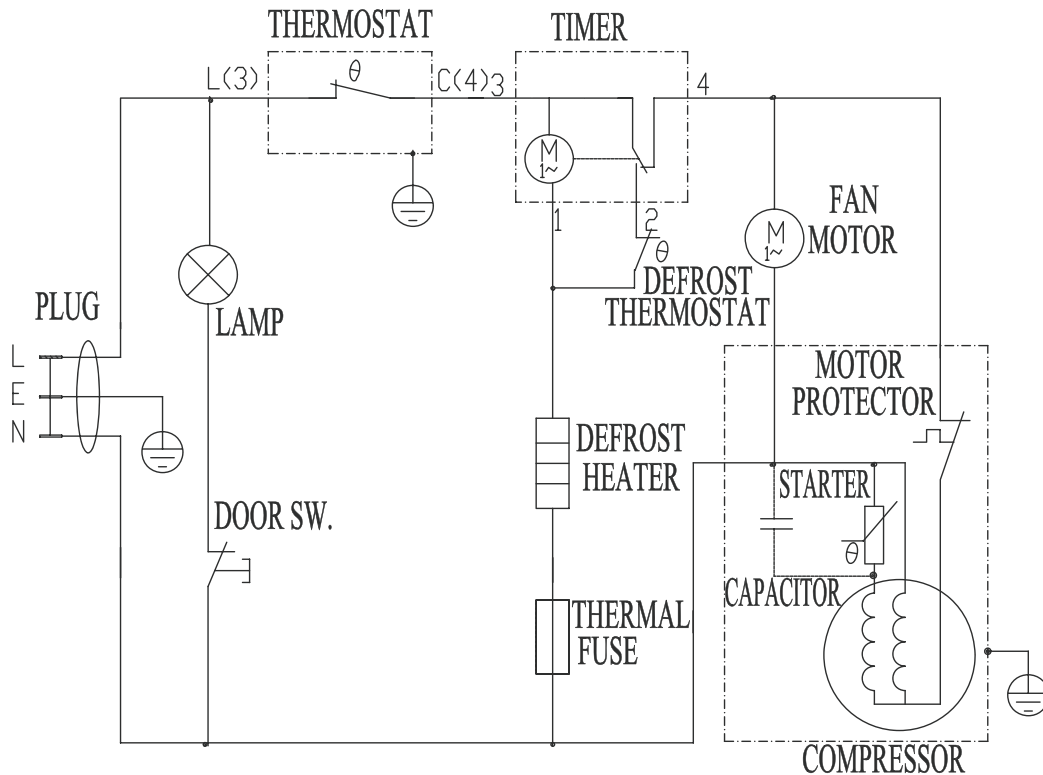 THERMOSTAT
TIMER
L(3)
θ
C(4)
3
4
M
1~
1
2
θ
DEFROST
THERMOSTAT
M
1~
FAN
MOTOR
LAMP
PLUG
L
E
N
MOTOR
PROTECTOR
DEFROST
HEATER
STARTER
θ
DOOR SW.
CAPACITOR
THERMAL
FUSE
COMPRESSOR